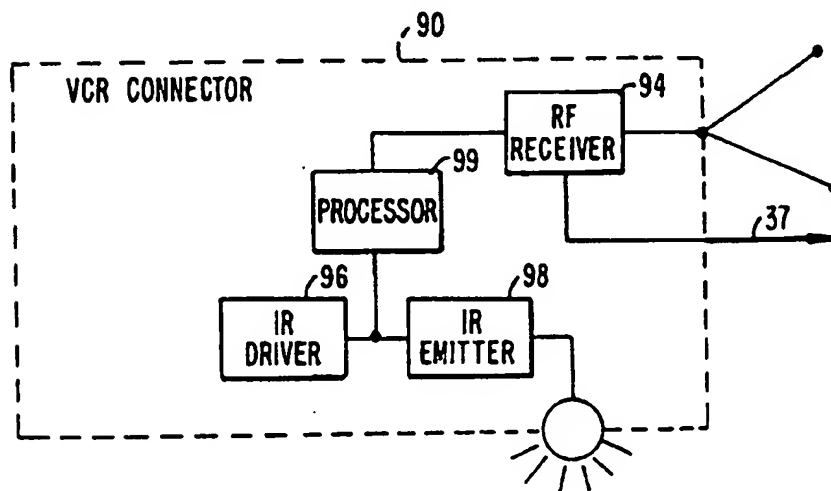 90
VCR CONNECTOR
94
RF
RECEIVER
99
PROCESSOR
37
96
IR
DRIVER
98
IR
EMITTER